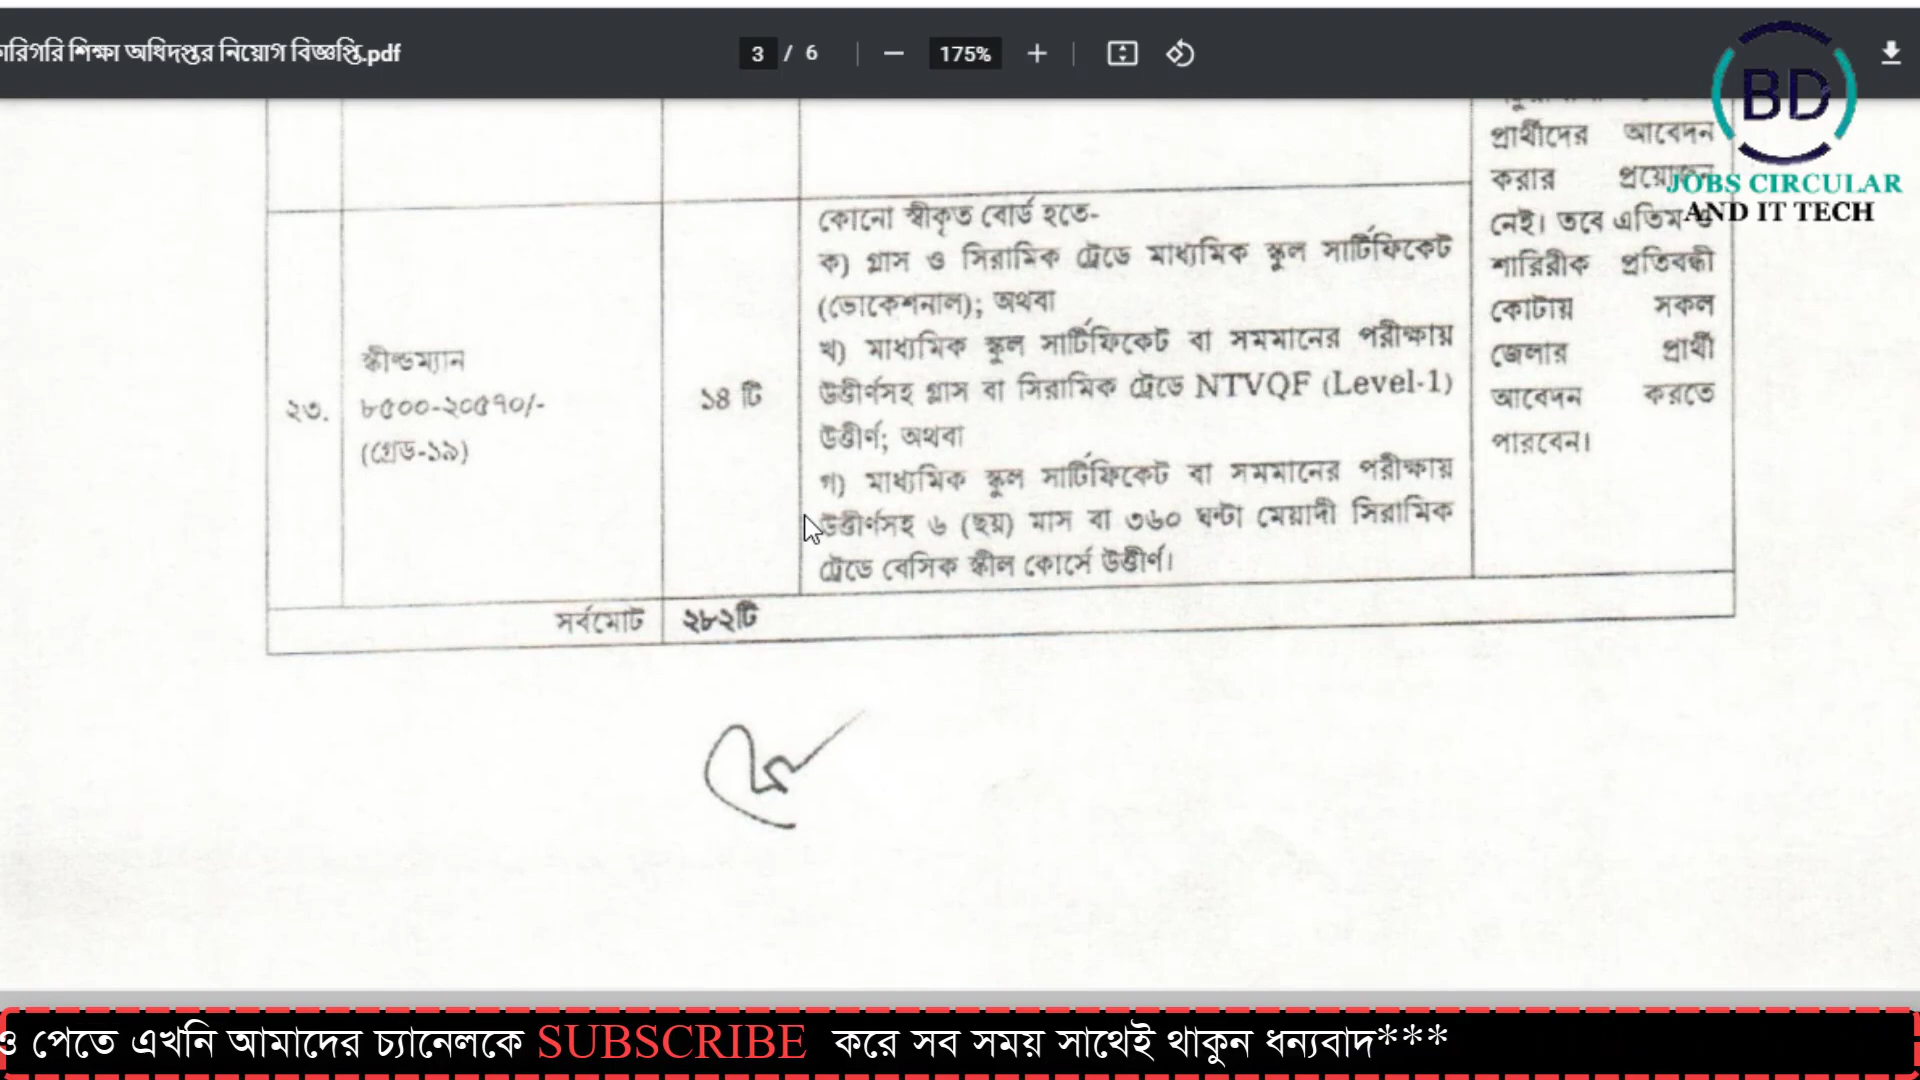 কারিগরি শিক্ষা অধিদপ্তর নিয়োগ বিজ্ঞপ্তি.pdf
3 / 6
175%
BD
JOBS CIRCULAR
AND IT TECH
প্রার্থীদের আবেদন
করার প্রয়োজন
নেই। তবে এতিম ও
শারিরীক প্রতিবন্ধী
কোটায় সকল
জেলার প্রার্থী
আবেদন করতে
পারবেন।
২৩.
স্কীল্ডম্যান
৮৫০০-২০৫৭০/-
(গ্রেড-১৯)
১৪ টি
কোনো স্বীকৃত বোর্ড হতে-
ক) গ্লাস ও সিরামিক ট্রেডে মাধ্যমিক স্কুল সার্টিফিকেট
(ভোকেশনাল); অথবা
খ) মাধ্যমিক স্কুল সার্টিফিকেট বা সমমানের পরীক্ষায়
উত্তীর্ণসহ গ্লাস বা সিরামিক ট্রেডে NTVQF (Level-1)
উত্তীর্ণ; অথবা
গ) মাধ্যমিক স্কুল সার্টিফিকেট বা সমমানের পরীক্ষায়
উত্তীর্ণসহ ৬ (ছয়) মাস বা ৩৬০ ঘন্টা মেয়াদী সিরামিক
ট্রেডে বেসিক স্কীল কোর্সে উত্তীর্ণ।
সর্বমোট ২৮২টি
ও পেতে এখনি আমাদের চ্যানেলকে SUBSCRIBE করে সব সময় সাথেই থাকুন ধন্যবাদ***